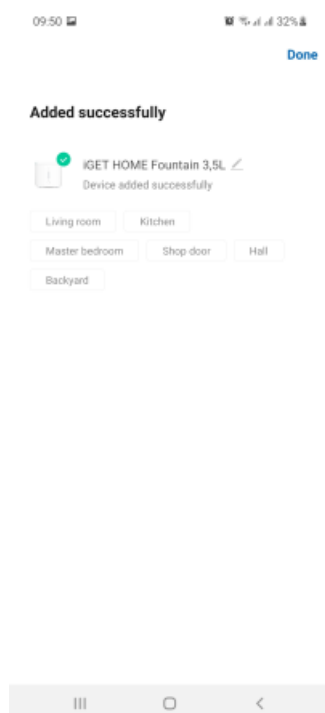 09:50 32%
Done
Added successfully
iGET HOME Fountain 3,5L
Device added successfully
Living room Kitchen
Master bedroom Shop door Hall
Backyard